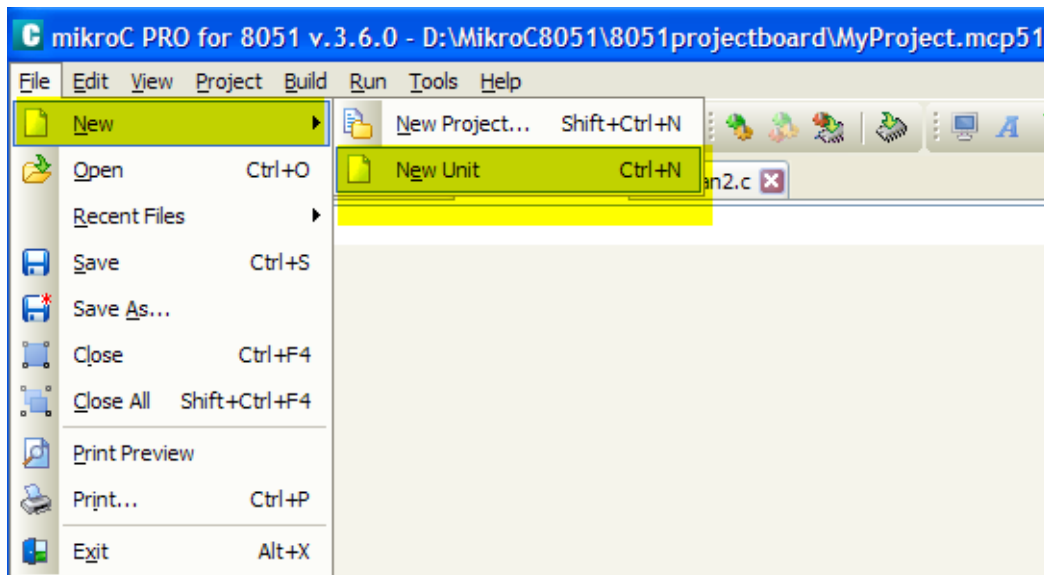 mikroC PRO for 8051 v.3.6.0 - D:\MikroC8051\8051projectboard\MyProject.mcp51
File Edit View Project Build Run Tools Help
New
New Project... Shift+Ctrl+N
Open Ctrl+O
New Unit Ctrl+N
an2.c
Recent Files
Save Ctrl+S
Save As...
Close Ctrl+F4
Close All Shift+Ctrl+F4
Print Preview
Print... Ctrl+P
Exit Alt+X